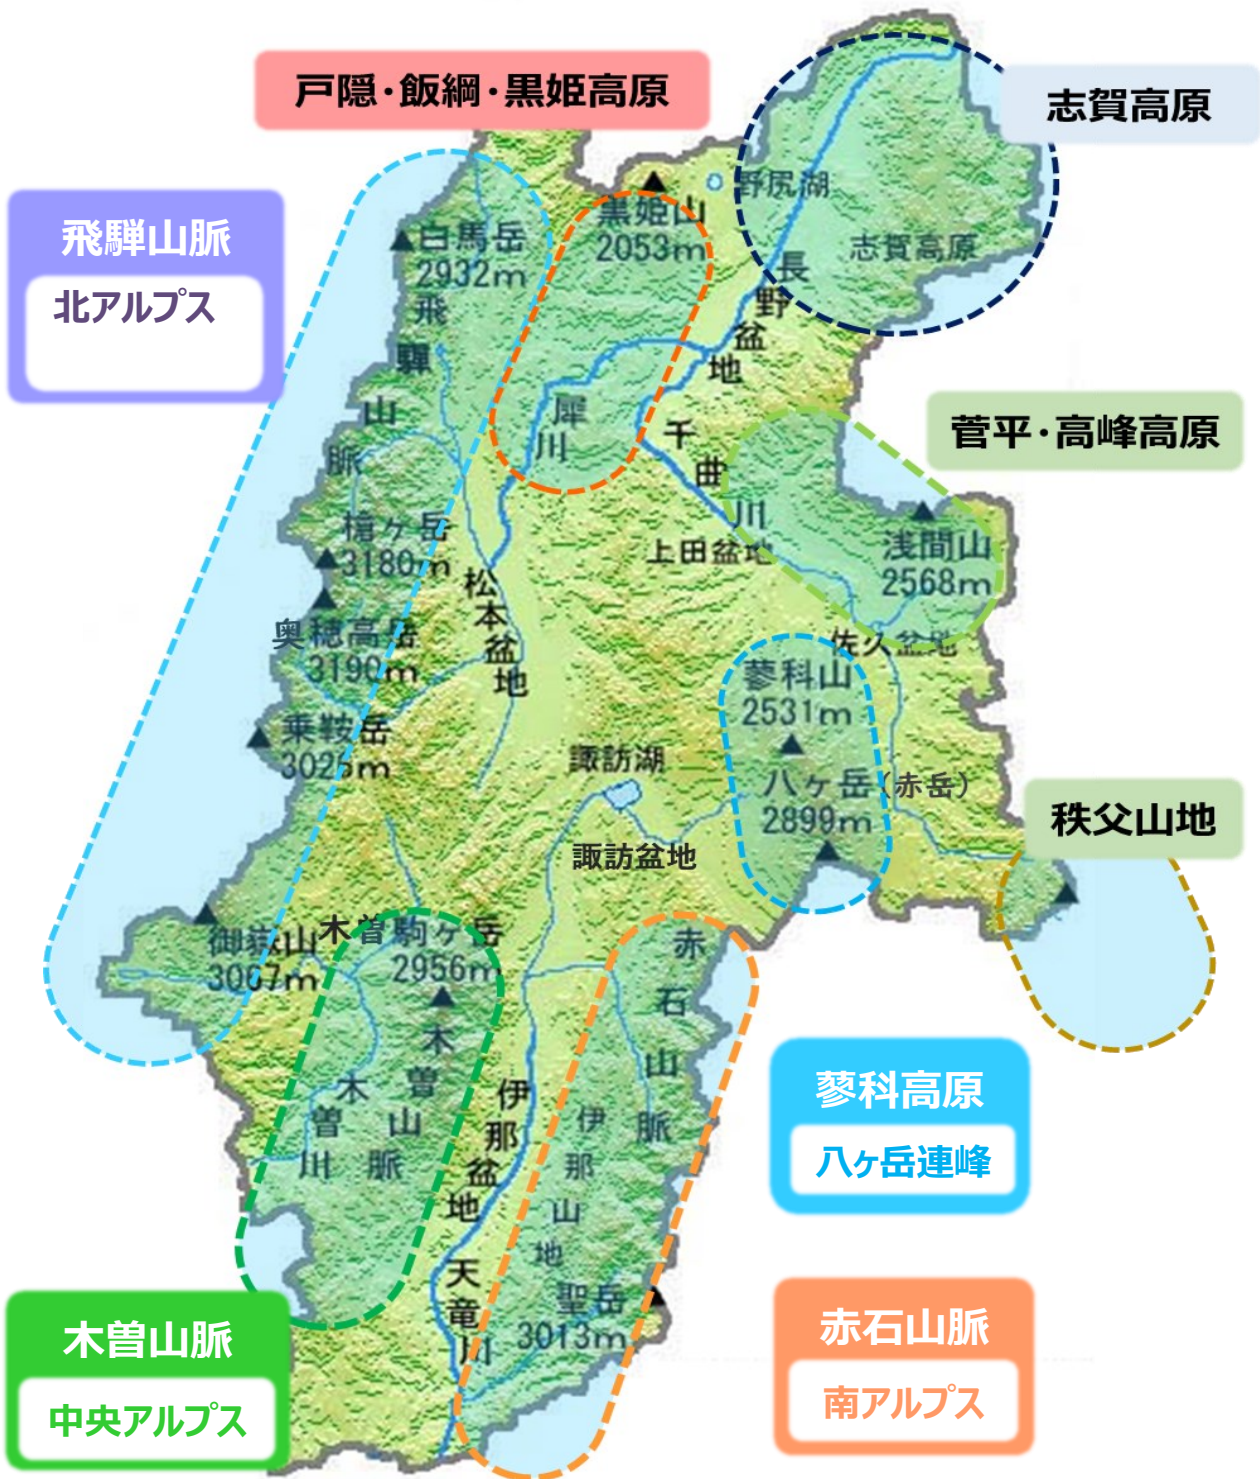 戸隠・飯綱・黒姫高原
志賀高原
飛騨山脈
北アルプス
野尻湖
黒姫山
2053m
志賀高原
白馬岳
2932m
飛騨山脈
長野盆地
犀川
千曲川
菅平・高峰高原
浅間山
2568m
上田盆地
槍ヶ岳
3180m
松本盆地
奥穂高岳
3190m
佐久盆地
蓼科山
2531m
乗鞍岳
3025m
諏訪湖
八ヶ岳(赤岳)
2899m
秩父山地
諏訪盆地
御嶽山
3067m
木曽駒ヶ岳
2956m
赤石山脈
木曽山脈
木曽川
伊那盆地
伊那山地
蓼科高原
八ヶ岳連峰
天竜川
聖岳
3013m
木曽山脈
中央アルプス
赤石山脈
南アルプス